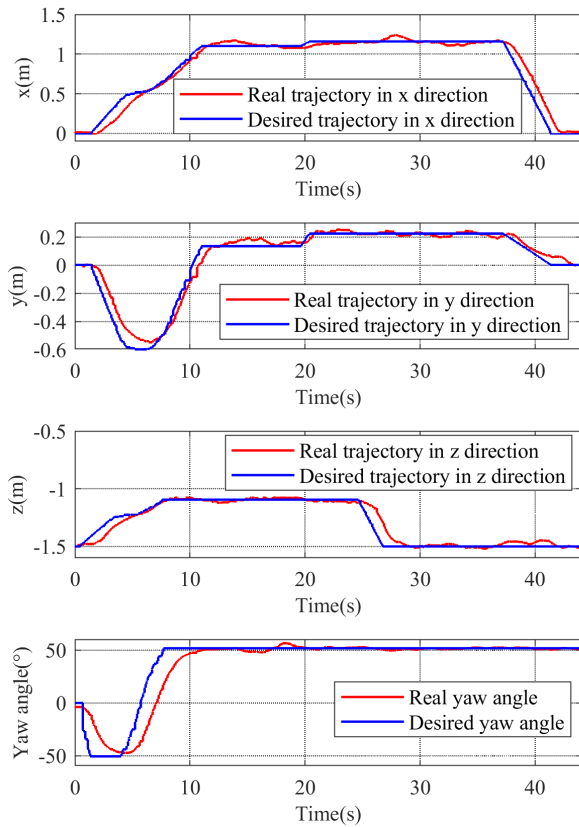 1.5
1
0.5
0
x(m)
Real trajectory in x direction
Desired trajectory in x direction
0 10 20 30 40
Time(s)
0.2
0
-0.2
-0.4
-0.6
y(m)
Real trajectory in y direction
Desired trajectory in y direction
0 10 20 30 40
Time(s)
-0.5
-1
-1.5
z(m)
Real trajectory in z direction
Desired trajectory in z direction
0 10 20 30 40
Time(s)
50
0
-50
Yaw angle(°)
Real yaw angle
Desired yaw angle
0 10 20 30 40
Time(s)